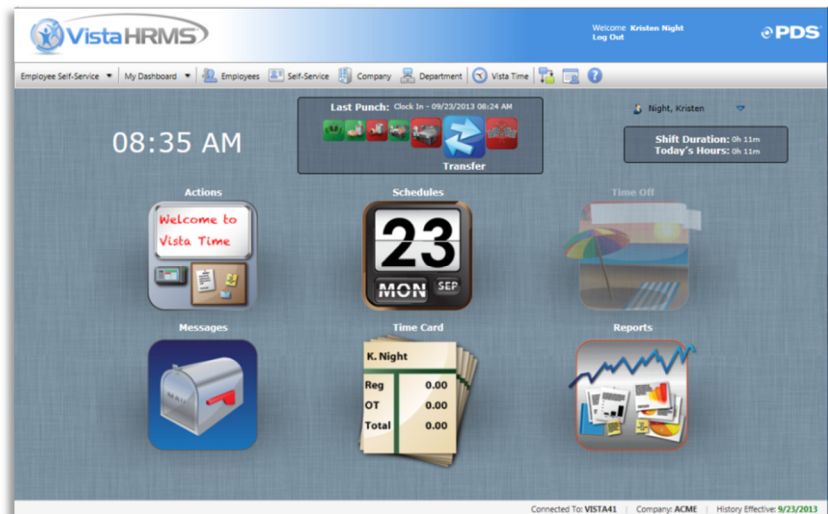 VistaHRMS
Welcome Kristen Night
Log Out
PDS
Employee Self-Service
My Dashboard
Employees
Self-Service
Company
Department
Vista Time
08:35 AM
Last Punch: Clock In - 09/23/2013 08:24 AM
Transfer
Night, Kristen
Shift Duration: 0h 11m
Today's Hours: 0h 11m
Actions
Welcome to
Vista Time
Schedules
23
MON
SEP
Time Off
Messages
MAIL
Time Card
K. Night
Reg 0.00
OT 0.00
Total 0.00
Reports
Connected To: VISTA41 | Company: ACME | History Effective: 9/23/2013